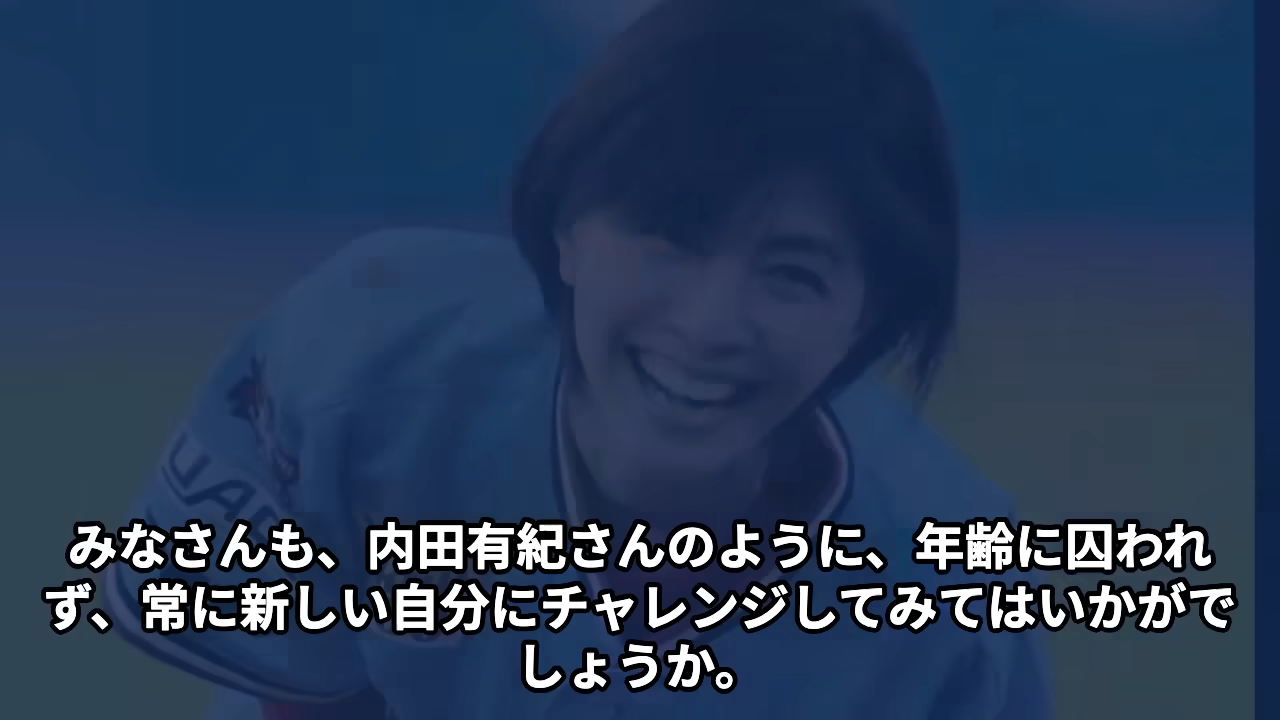 みなさんも、内田有紀さんのように、年齢に囚われ
ず、常に新しい自分にチャレンジしてみてはいかがで
しょうか。